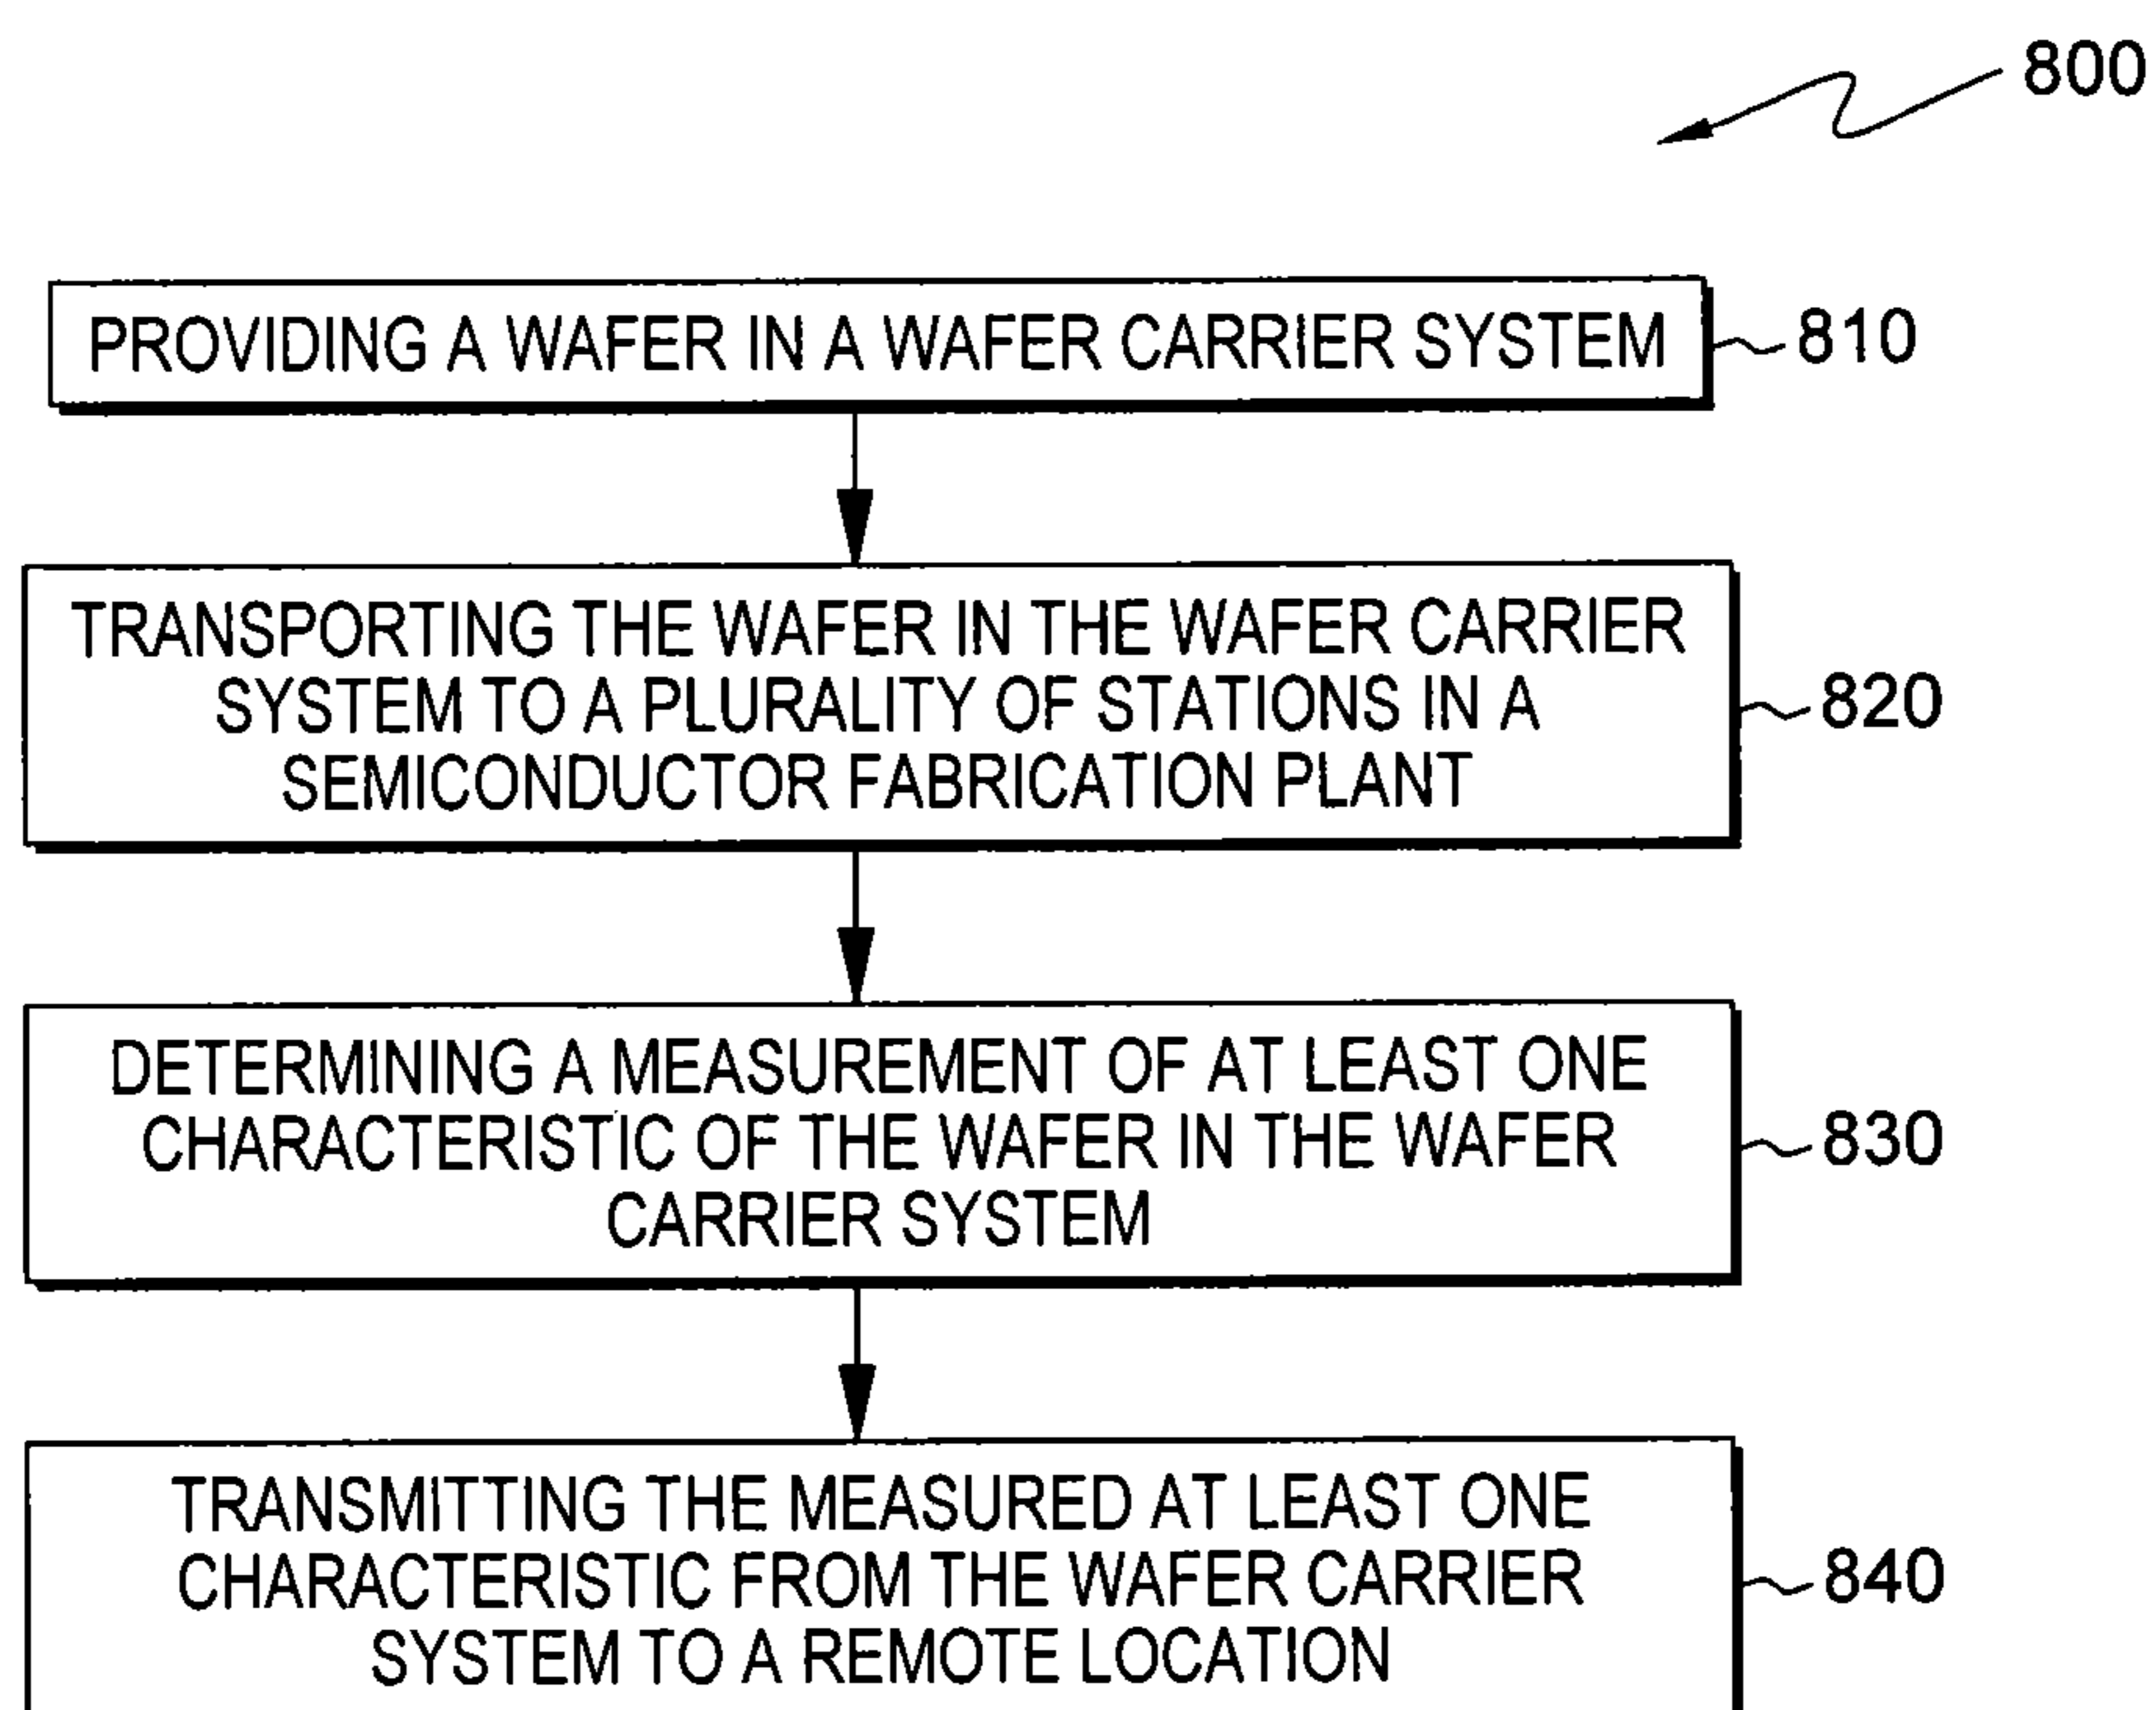 800
PROVIDING A WAFER IN A WAFER CARRIER SYSTEM
810
TRANSPORTING THE WAFER IN THE WAFER CARRIER
SYSTEM TO A PLURALITY OF STATIONS IN A
SEMICONDUCTOR FABRICATION PLANT
820
DETERMINING A MEASUREMENT OF AT LEAST ONE
CHARACTERISTIC OF THE WAFER IN THE WAFER
CARRIER SYSTEM
830
TRANSMITTING THE MEASURED AT LEAST ONE
CHARACTERISTIC FROM THE WAFER CARRIER
SYSTEM TO A REMOTE LOCATION
840